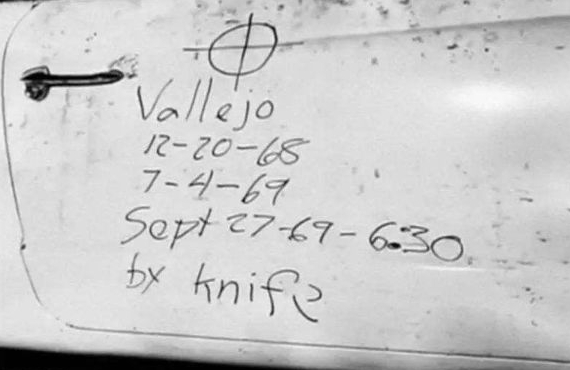 Vallejo
12-20-68
7-4-69
Sept 27-69-6:30
by knife